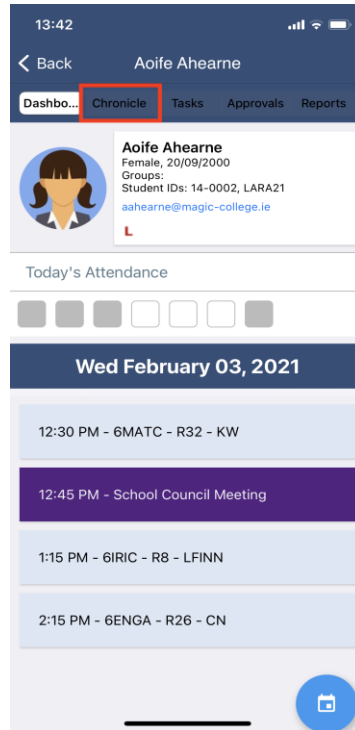 13:42
Back Aoife Ahearne
Dashbo... Chronicle Tasks Approvals Reports
Aoife Ahearne
Female, 20/09/2000
Groups:
Student IDs: 14-0002, LARA21
aahearne@magic-college.ie
L
Today's Attendance
Wed February 03, 2021
12:30 PM - 6MATC - R32 - KW
12:45 PM - School Council Meeting
1:15 PM - 6IRIC - R8 - LFINN
2:15 PM - 6ENGA - R26 - CN